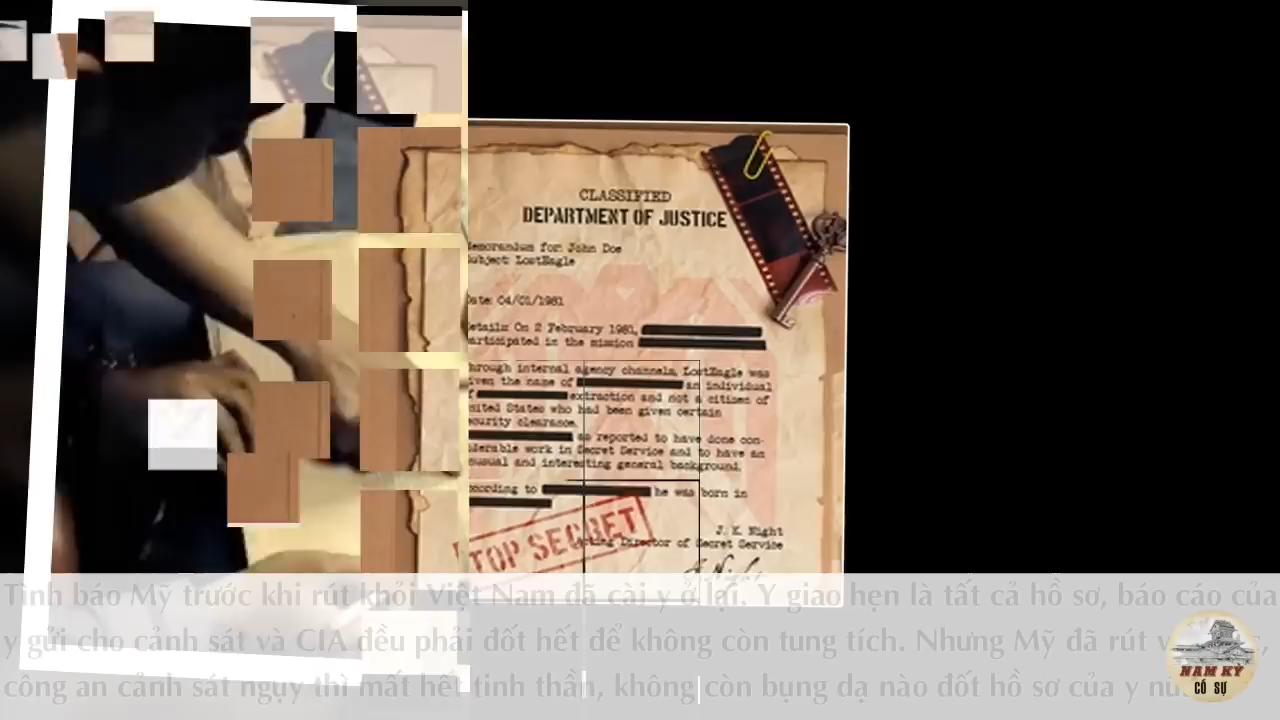 CLASSIFIED
DEPARTMENT OF JUSTICE
Memorandum for: John Doe
Subject: LostEagle
Date: 04/01/1981
Details: On 2 February 1981,
participated in the mission
through internal agency channels, LostEagle was
given the name of an individual
of extraction and not a citizen of
United States who had been given certain
security clearance.
as reported to have done con-
siderable work in Secret Service and to have an
unusual and interesting general background.
According to he was born in
TOP SECRET
J. K. Night
Acting Director of Secret Service
Tình báo Mỹ trước khi rút khỏi Việt Nam đã cài y ở lại. Y giao hẹn là tất cả hồ sơ, báo cáo của
y gửi cho cảnh sát và CIA đều phải đốt hết để không còn tung tích. Nhưng Mỹ đã rút
công an cảnh sát ngụy thì mất hết tinh thần, không còn bụng dạ nào đốt hồ sơ của y
NAM KỲ
CỐ SỰ